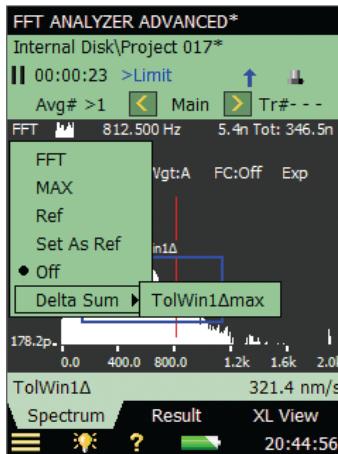 FFT ANALYZER ADVANCED*
Internal Disk\Project 017*
00:00:23 >Limit
Avg# >1 < Main > Tr#- - -
FFT 812.500 Hz 5.4n Tot: 346.5n
FFT
Wgt:A FC:Off Exp
MAX
Ref
Set As Ref
in1Δ
Off
Delta Sum TolWin1Δmax
178.2p
0.0 400.0 800.0 1.2k 1.6k 2.0
TolWin1Δ 321.4 nm/s
Spectrum Result XL View
? 20:44:56